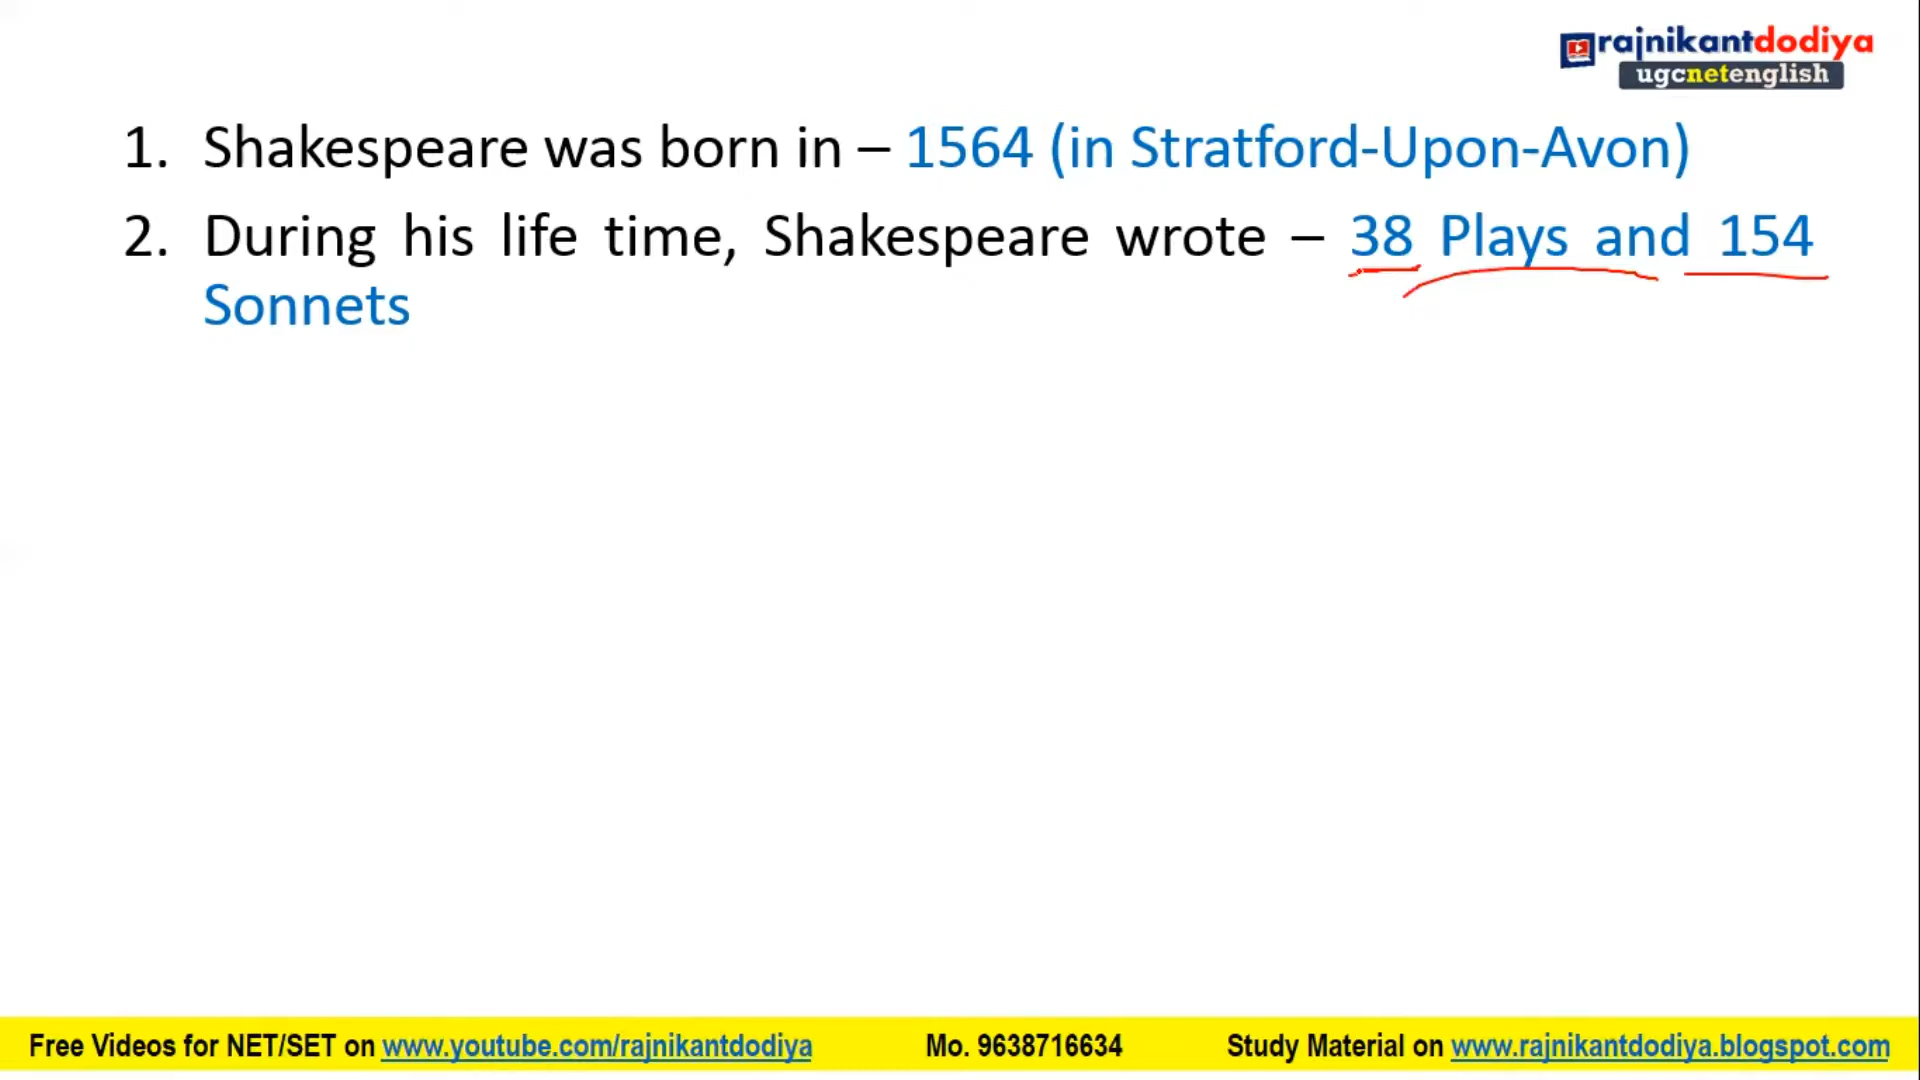 rajnikantdodiya
ugcnetenglish
1. Shakespeare was born in – 1564 (in Stratford-Upon-Avon)
2. During his life time, Shakespeare wrote – 38 Plays and 154
Sonnets
Free Videos for NET/SET on www.youtube.com/rajnikantdodiya Mo. 9638716634 Study Material on www.rajnikantdodiya.blogspot.com